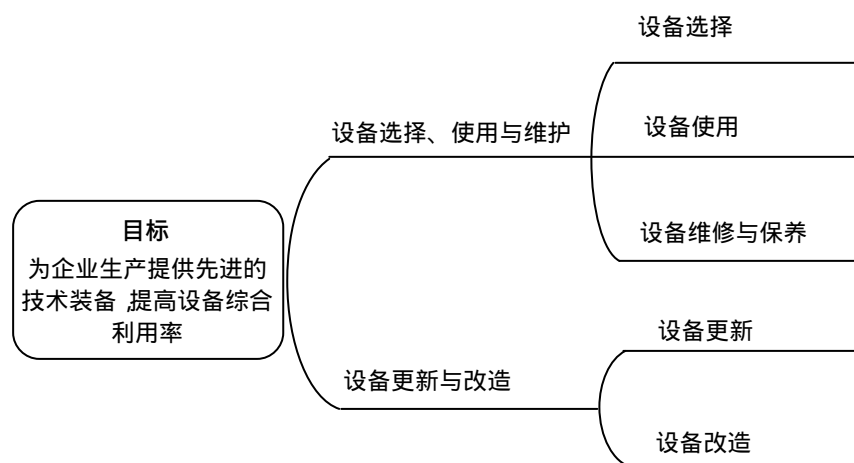 设备选择
设备选择、使用与维护
设备使用
目标
为企业生产提供先进的
技术装备,提高设备综合
利用率
设备维修与保养
设备更新
设备更新与改造
设备改造